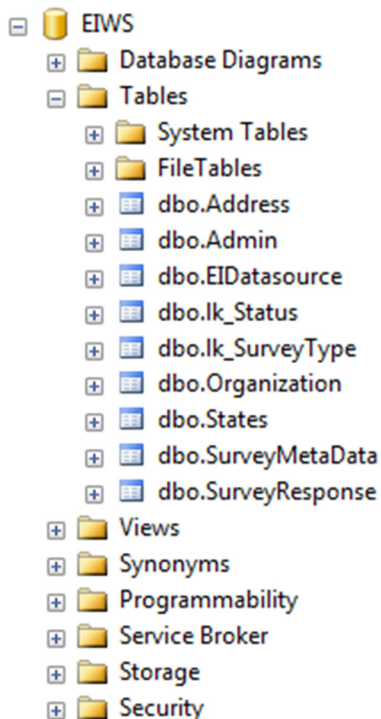 EIWS
Database Diagrams
Tables
System Tables
FileTables
dbo.Address
dbo.Admin
dbo.EIDatasource
dbo.lk_Status
dbo.lk_SurveyType
dbo.Organization
dbo.States
dbo.SurveyMetaData
dbo.SurveyResponse
Views
Synonyms
Programmability
Service Broker
Storage
Security